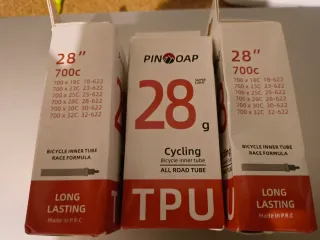 28"
700c
700 x 18C 18-622
700 x 23C 23-622
700 x 25C 25-622
700 x 28C 28-622
700 x 30C 30-622
700 x 32C 32-622
BICYCLE INNER TUBE
RACE FORMULA
LONG
LASTING
Made in P.R.C
PINOOAP
28
g
Cycling
Bicycle inner tube
ALL ROAD TUBE
TPU
28"
700c
700 x 18C 18-622
700 x 23C 23-622
700 x 25C 25-622
700 x 28C 28-622
700 x 30C 30-622
700 x 32C 32-622
BICYCLE INNER TUBE
RACE FORMULA
LONG
LASTING
Made in P.R.C